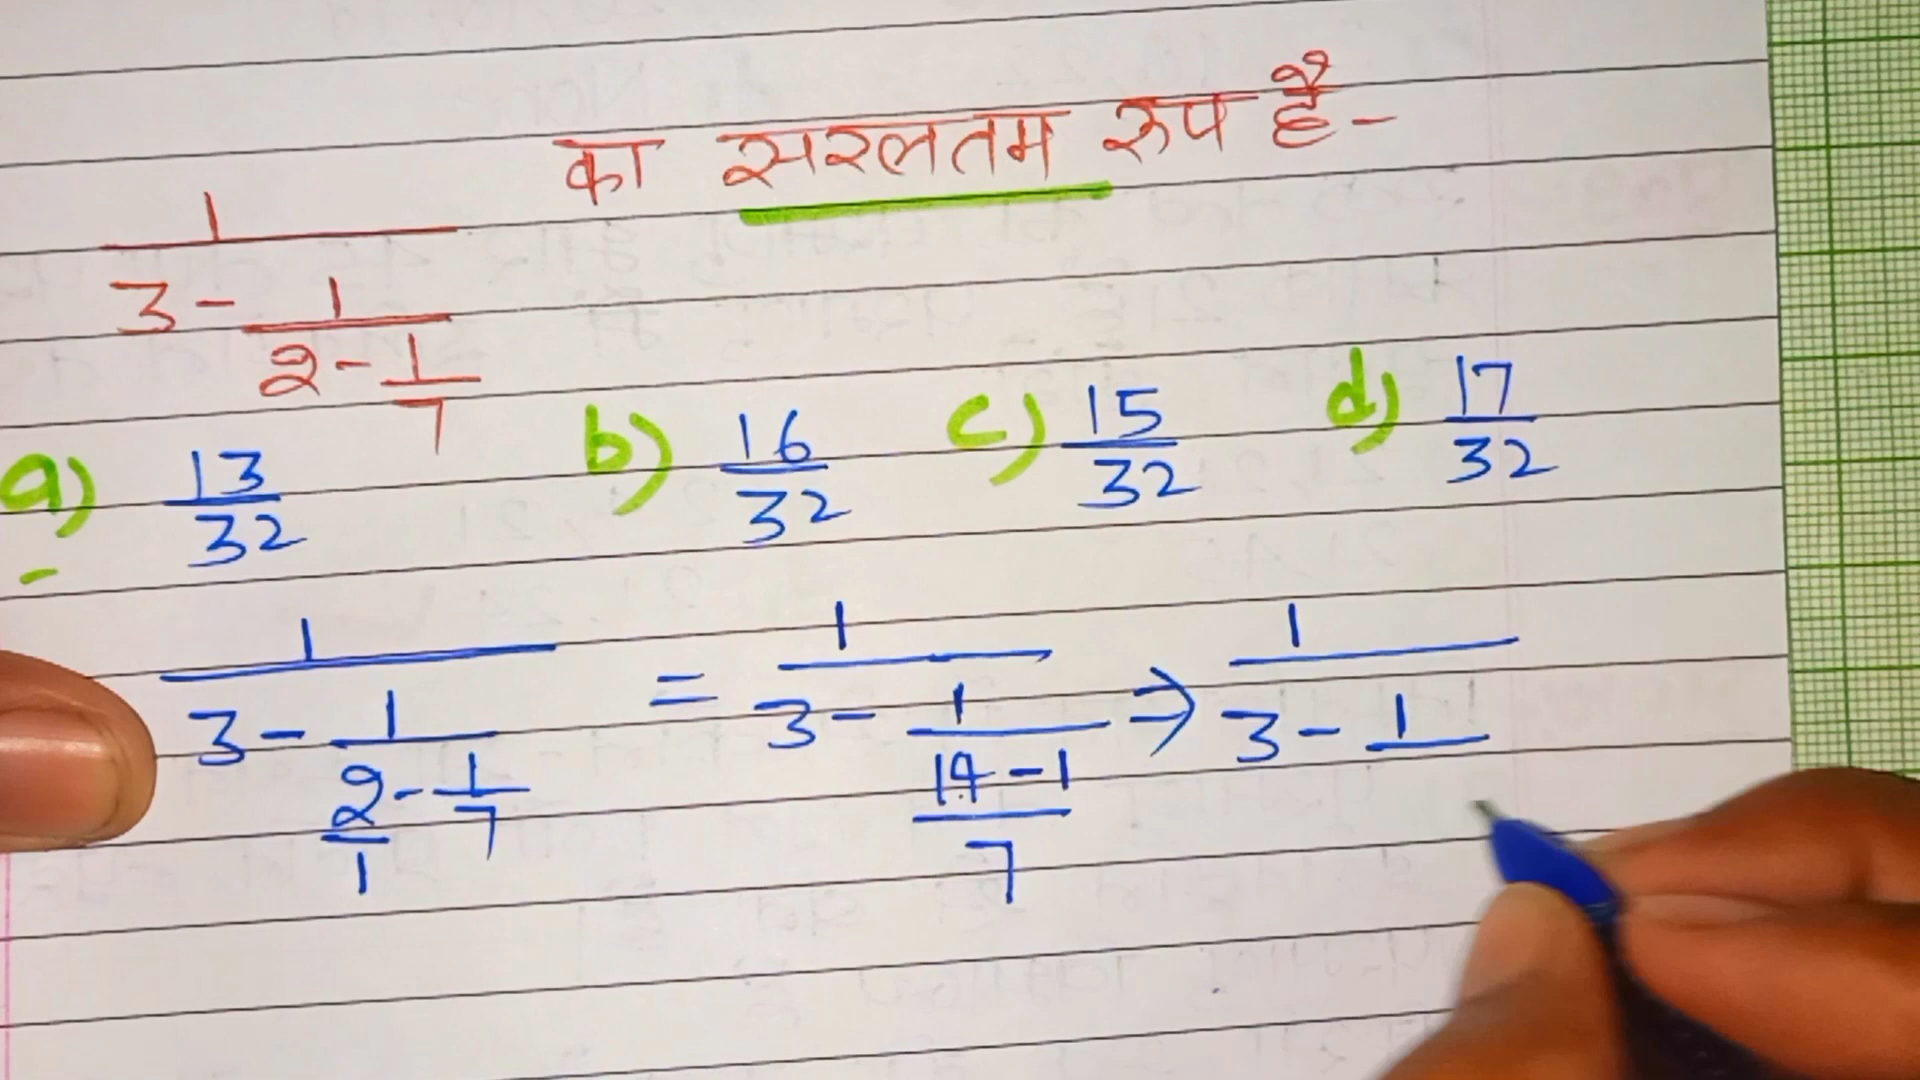 का सरलतम रुप है-
1
3 - 1
2 - 1
7
a) 13/32 b) 16/32 c) 15/32 d) 17/32
1 = 1 → 1
3 - 1 3 - 1 3 - 1
2/1 - 1/7 14 - 1
7